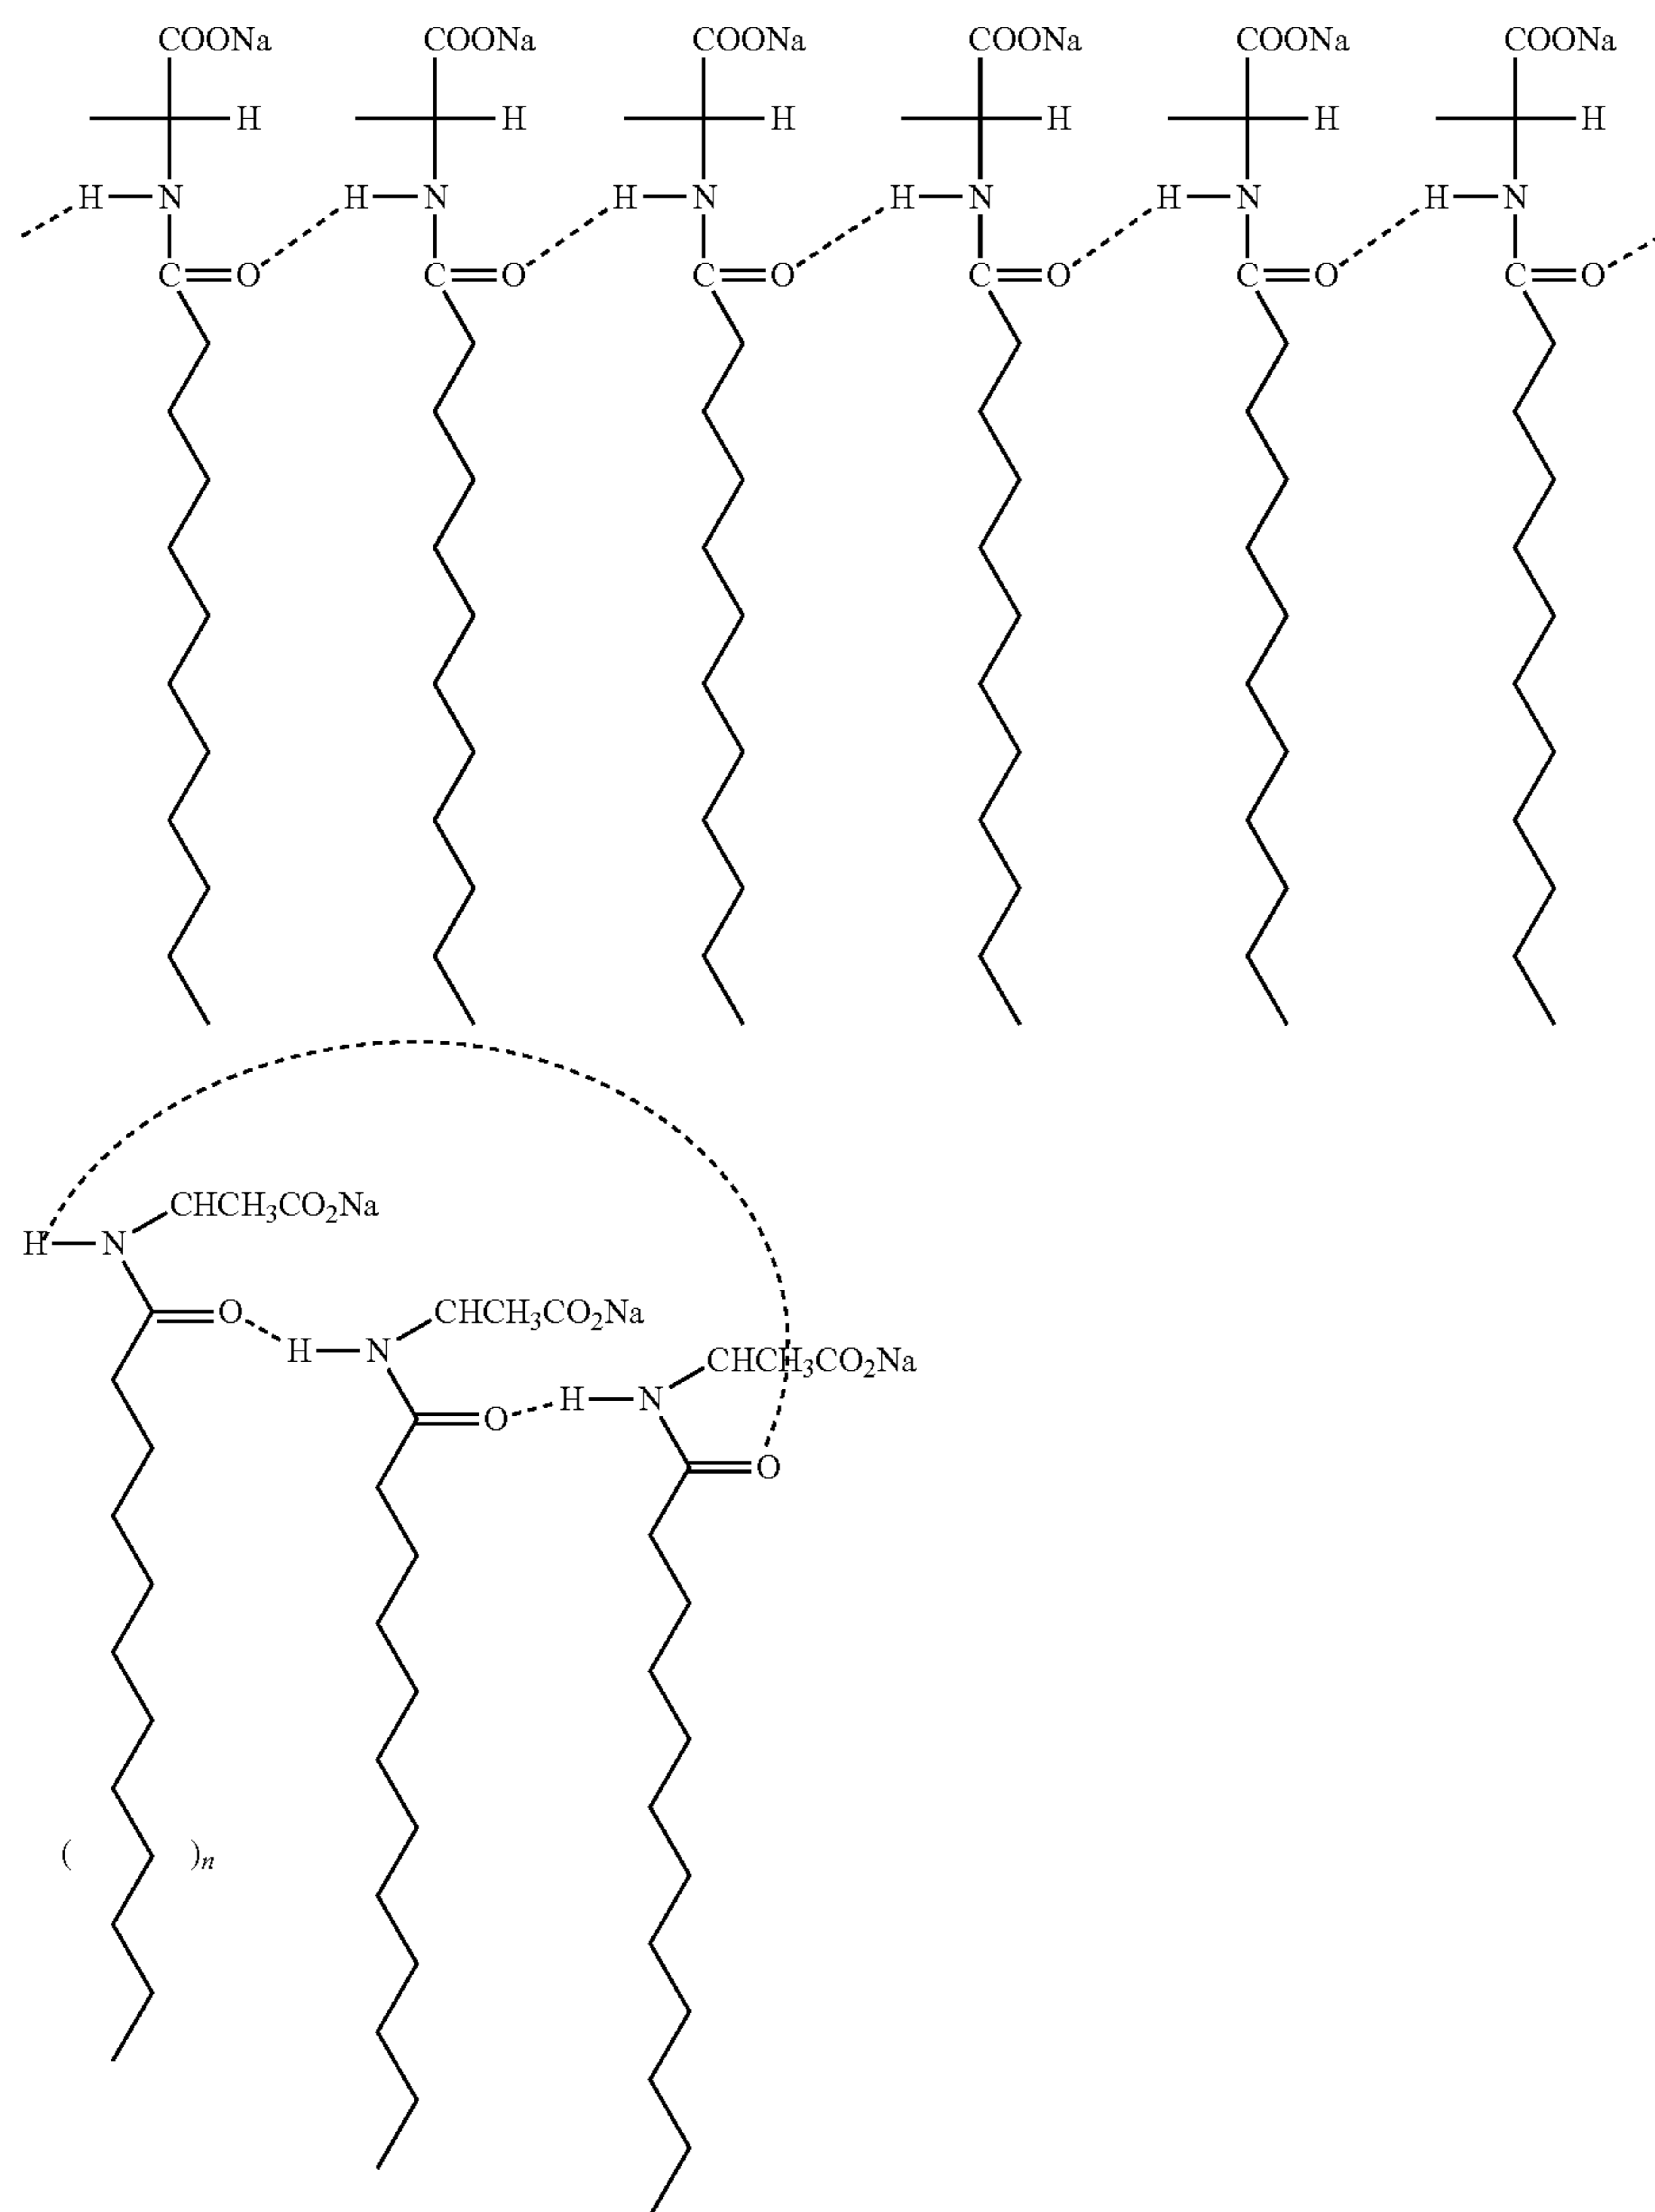 COONa COONa COONa COONa COONa COONa
H H H H H H
H N H N H N H N H N H N
C O C O C O C O C O C O
CHCH₃CO₂Na
H N
O
CHCH₃CO₂Na
H N
CHCH₃CO₂Na
H N
O
O
( )n